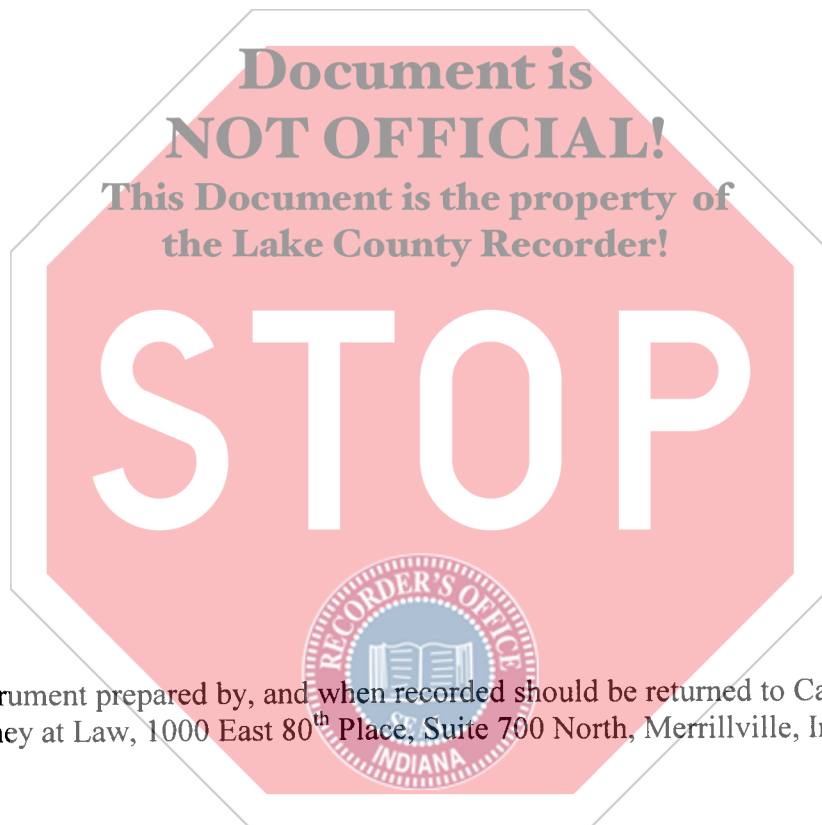 Document is
NOT OFFICIAL!
This Document is the property of
the Lake County Recorder!
STOP
RECORDER'S OFFICE
rument prepared by, and when recorded should be returned to Ca
ney at Law, 1000 East 80th Place, Suite 700 North, Merrillville, I
SEAL
INDIANA